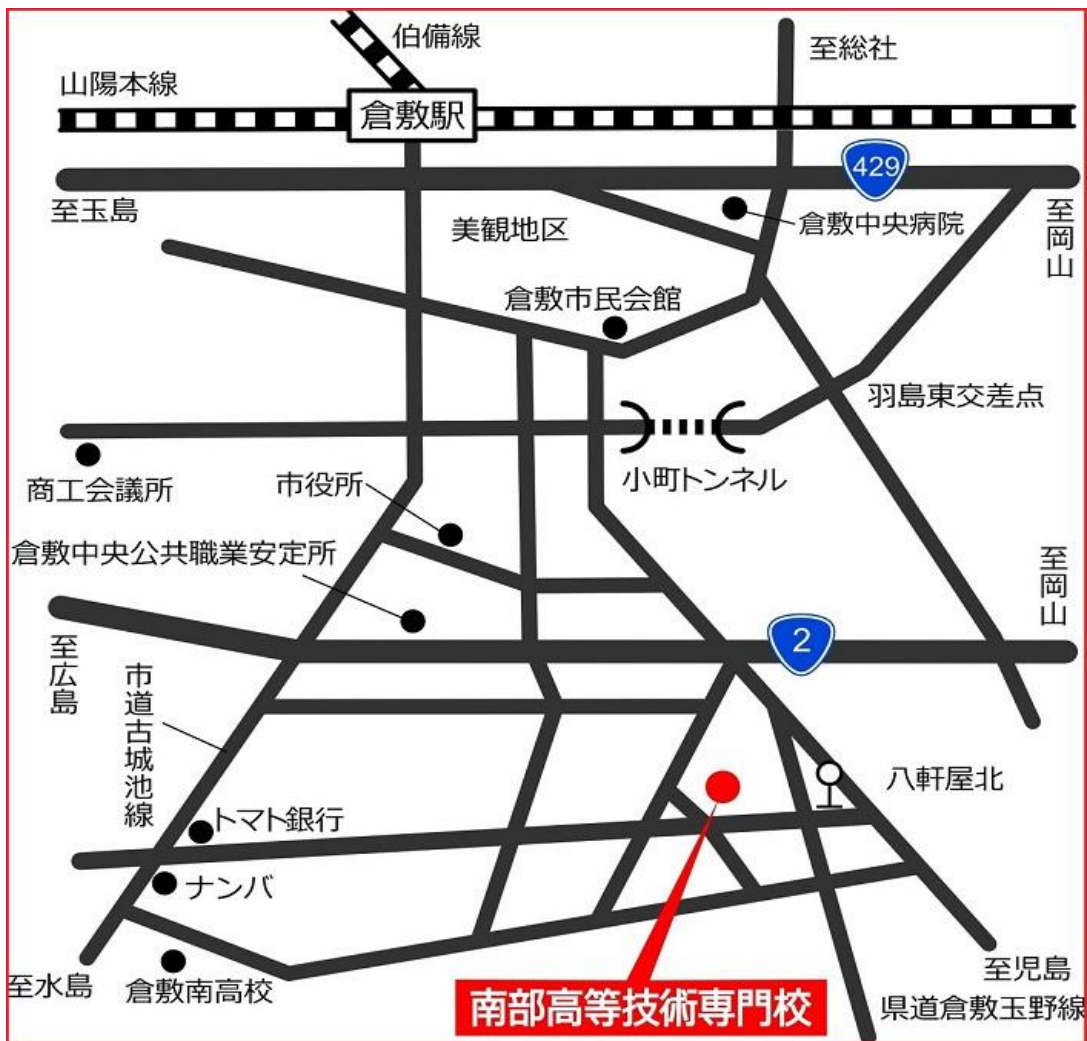 伯備線
至総社
山陽本線
倉敷駅
429
至玉島
美観地区
倉敷中央病院
至岡山
倉敷市民会館
羽島東交差点
商工会議所
市役所
小町トンネル
倉敷中央公共職業安定所
至岡山
至広島
2
市道古城池線
八軒屋北
トマト銀行
ナンバ
至水島
倉敷南高校
南部高等技術専門校
至児島
県道倉敷玉野線